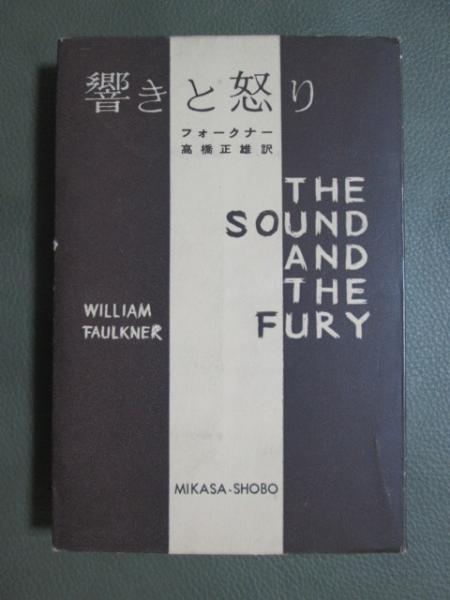 響きと怒り
フォークナー
高橋正雄訳
THE
SOUND
AND
THE
FURY
WILLIAM
FAULKNER
MIKASA-SHOBO